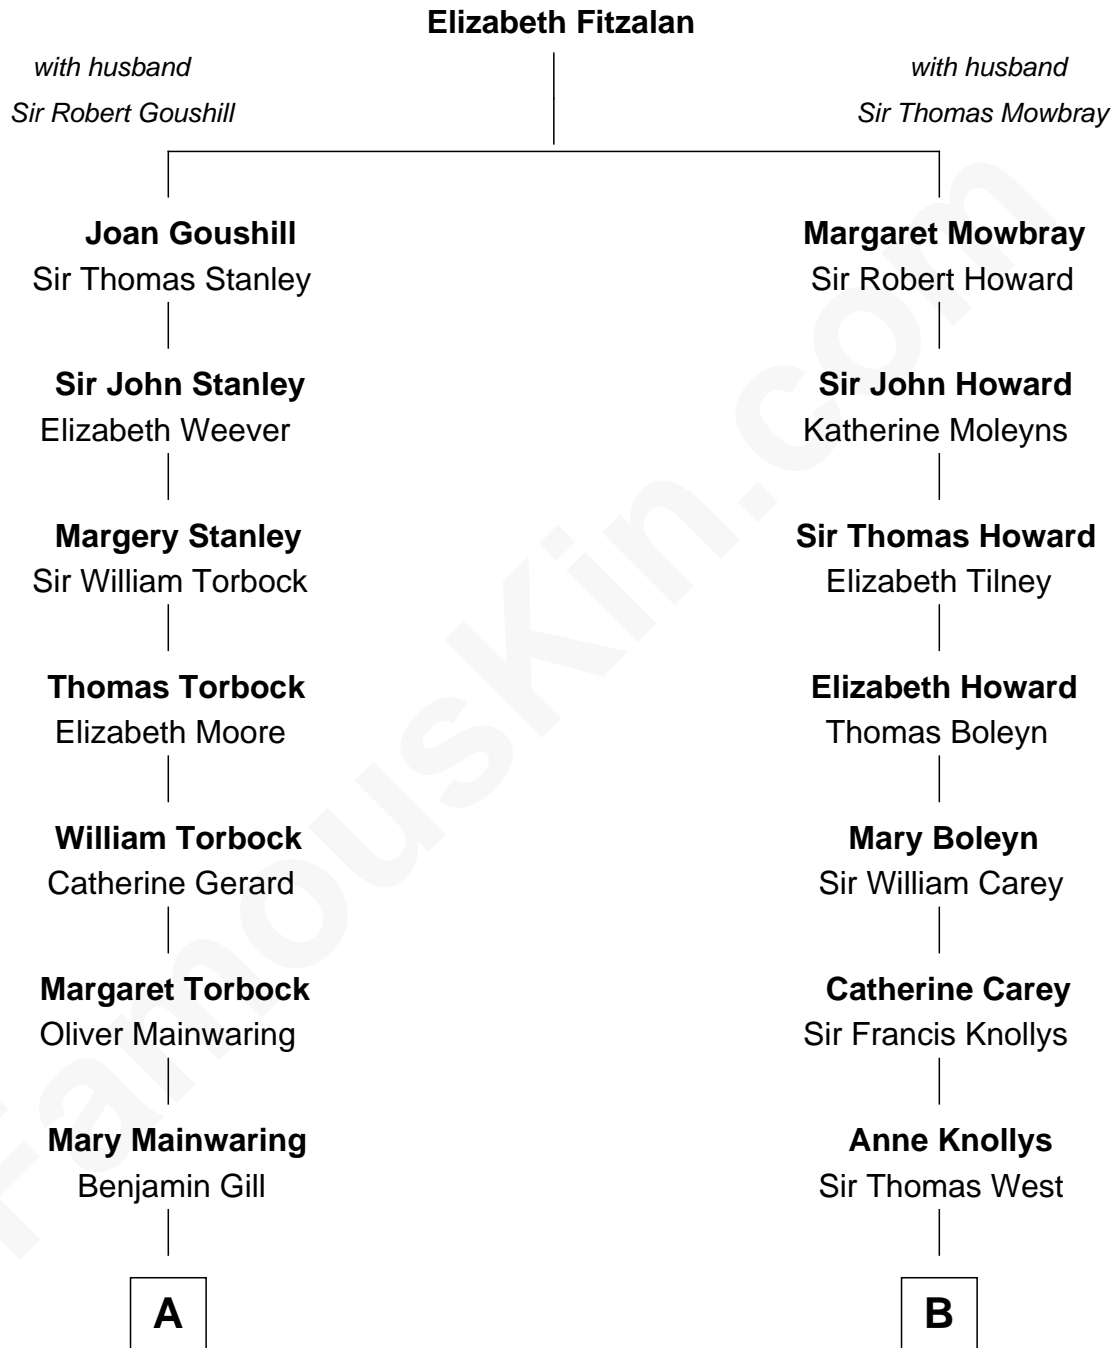 Elizabeth Fitzalan
with husband
Sir Robert Goushill
with husband
Sir Thomas Mowbray
Joan Goushill
Sir Thomas Stanley
Margaret Mowbray
Sir Robert Howard
Sir John Stanley
Elizabeth Weever
Sir John Howard
Katherine Moleyns
Margery Stanley
Sir William Torbock
Sir Thomas Howard
Elizabeth Tilney
Thomas Torbock
Elizabeth Moore
Elizabeth Howard
Thomas Boleyn
William Torbock
Catherine Gerard
Mary Boleyn
Sir William Carey
Margaret Torbock
Oliver Mainwaring
Catherine Carey
Sir Francis Knollys
Mary Mainwaring
Benjamin Gill
Anne Knollys
Sir Thomas West
A
B
FamousKin.com